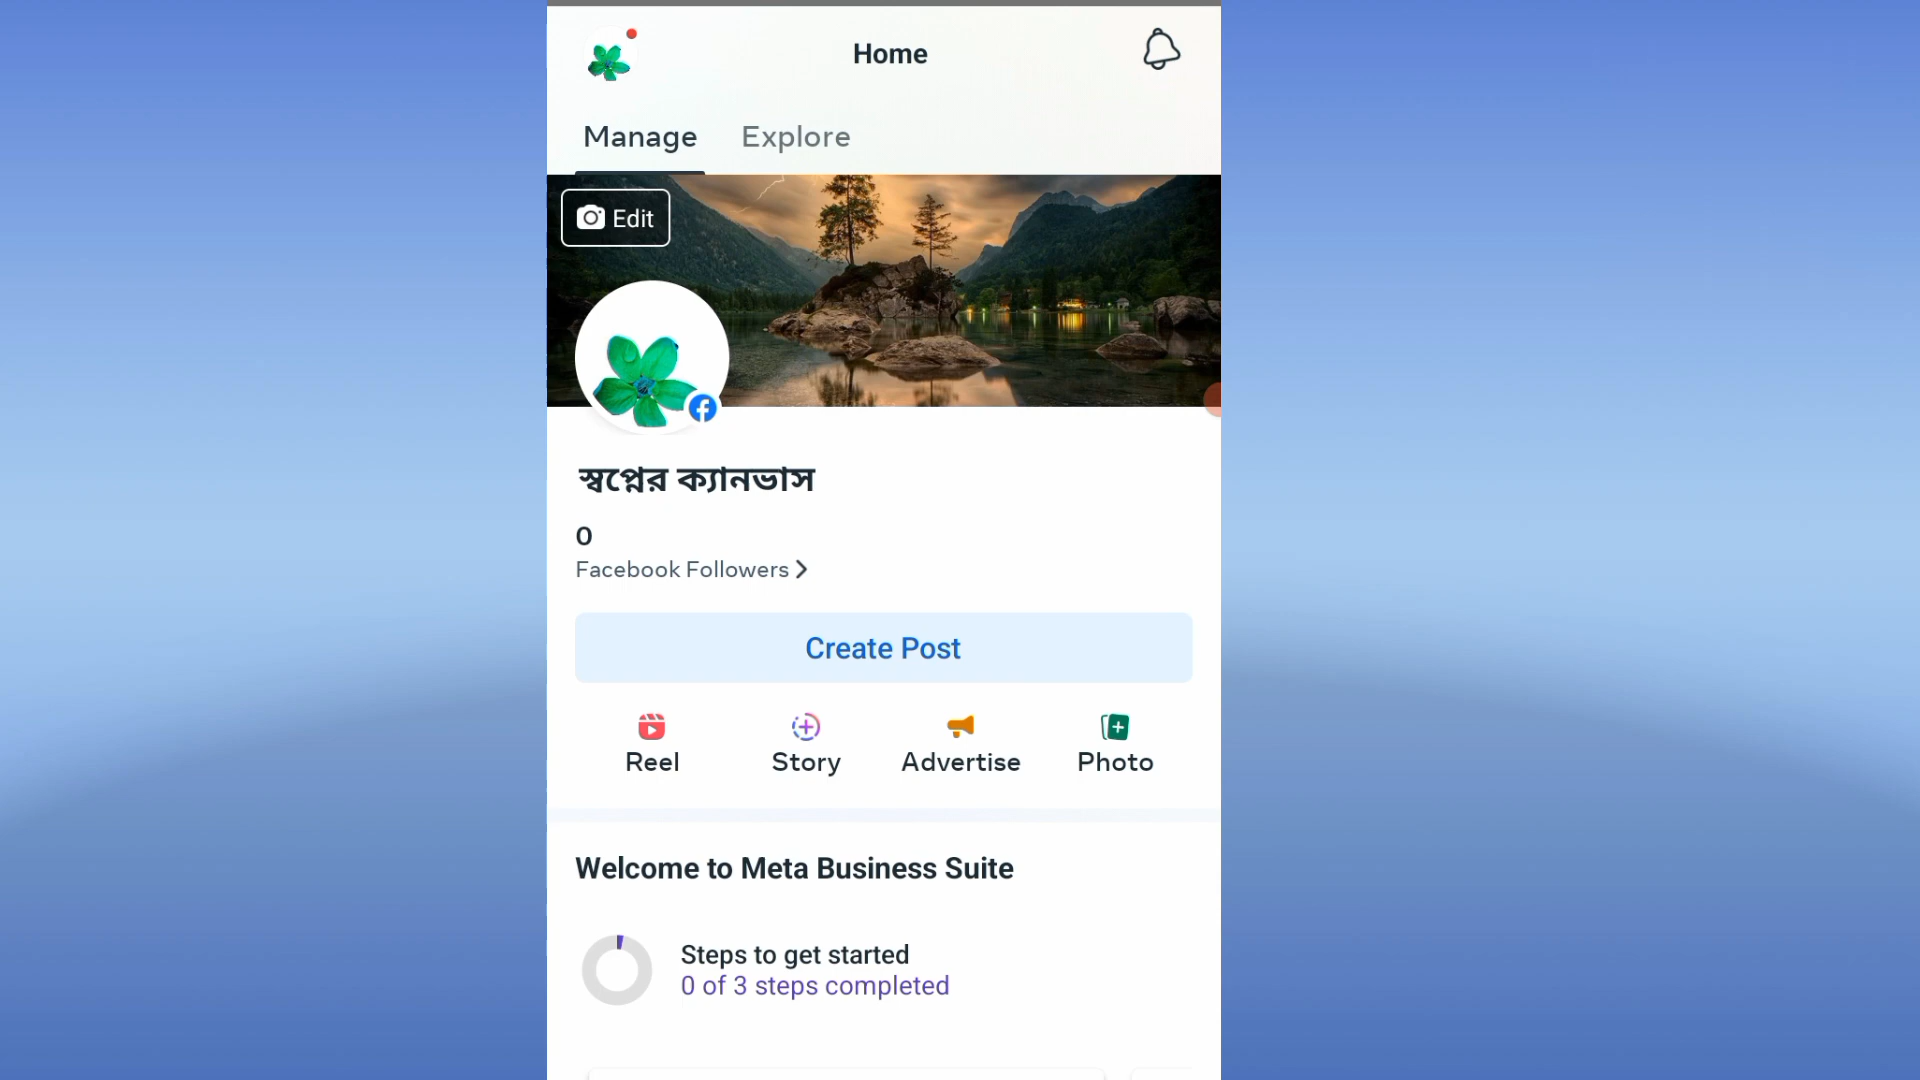 Home
Manage Explore
Edit
স্বপ্নের ক্যানভাস
0
Facebook Followers
Create Post
Reel Story Advertise Photo
Welcome to Meta Business Suite
Steps to get started
0 of 3 steps completed